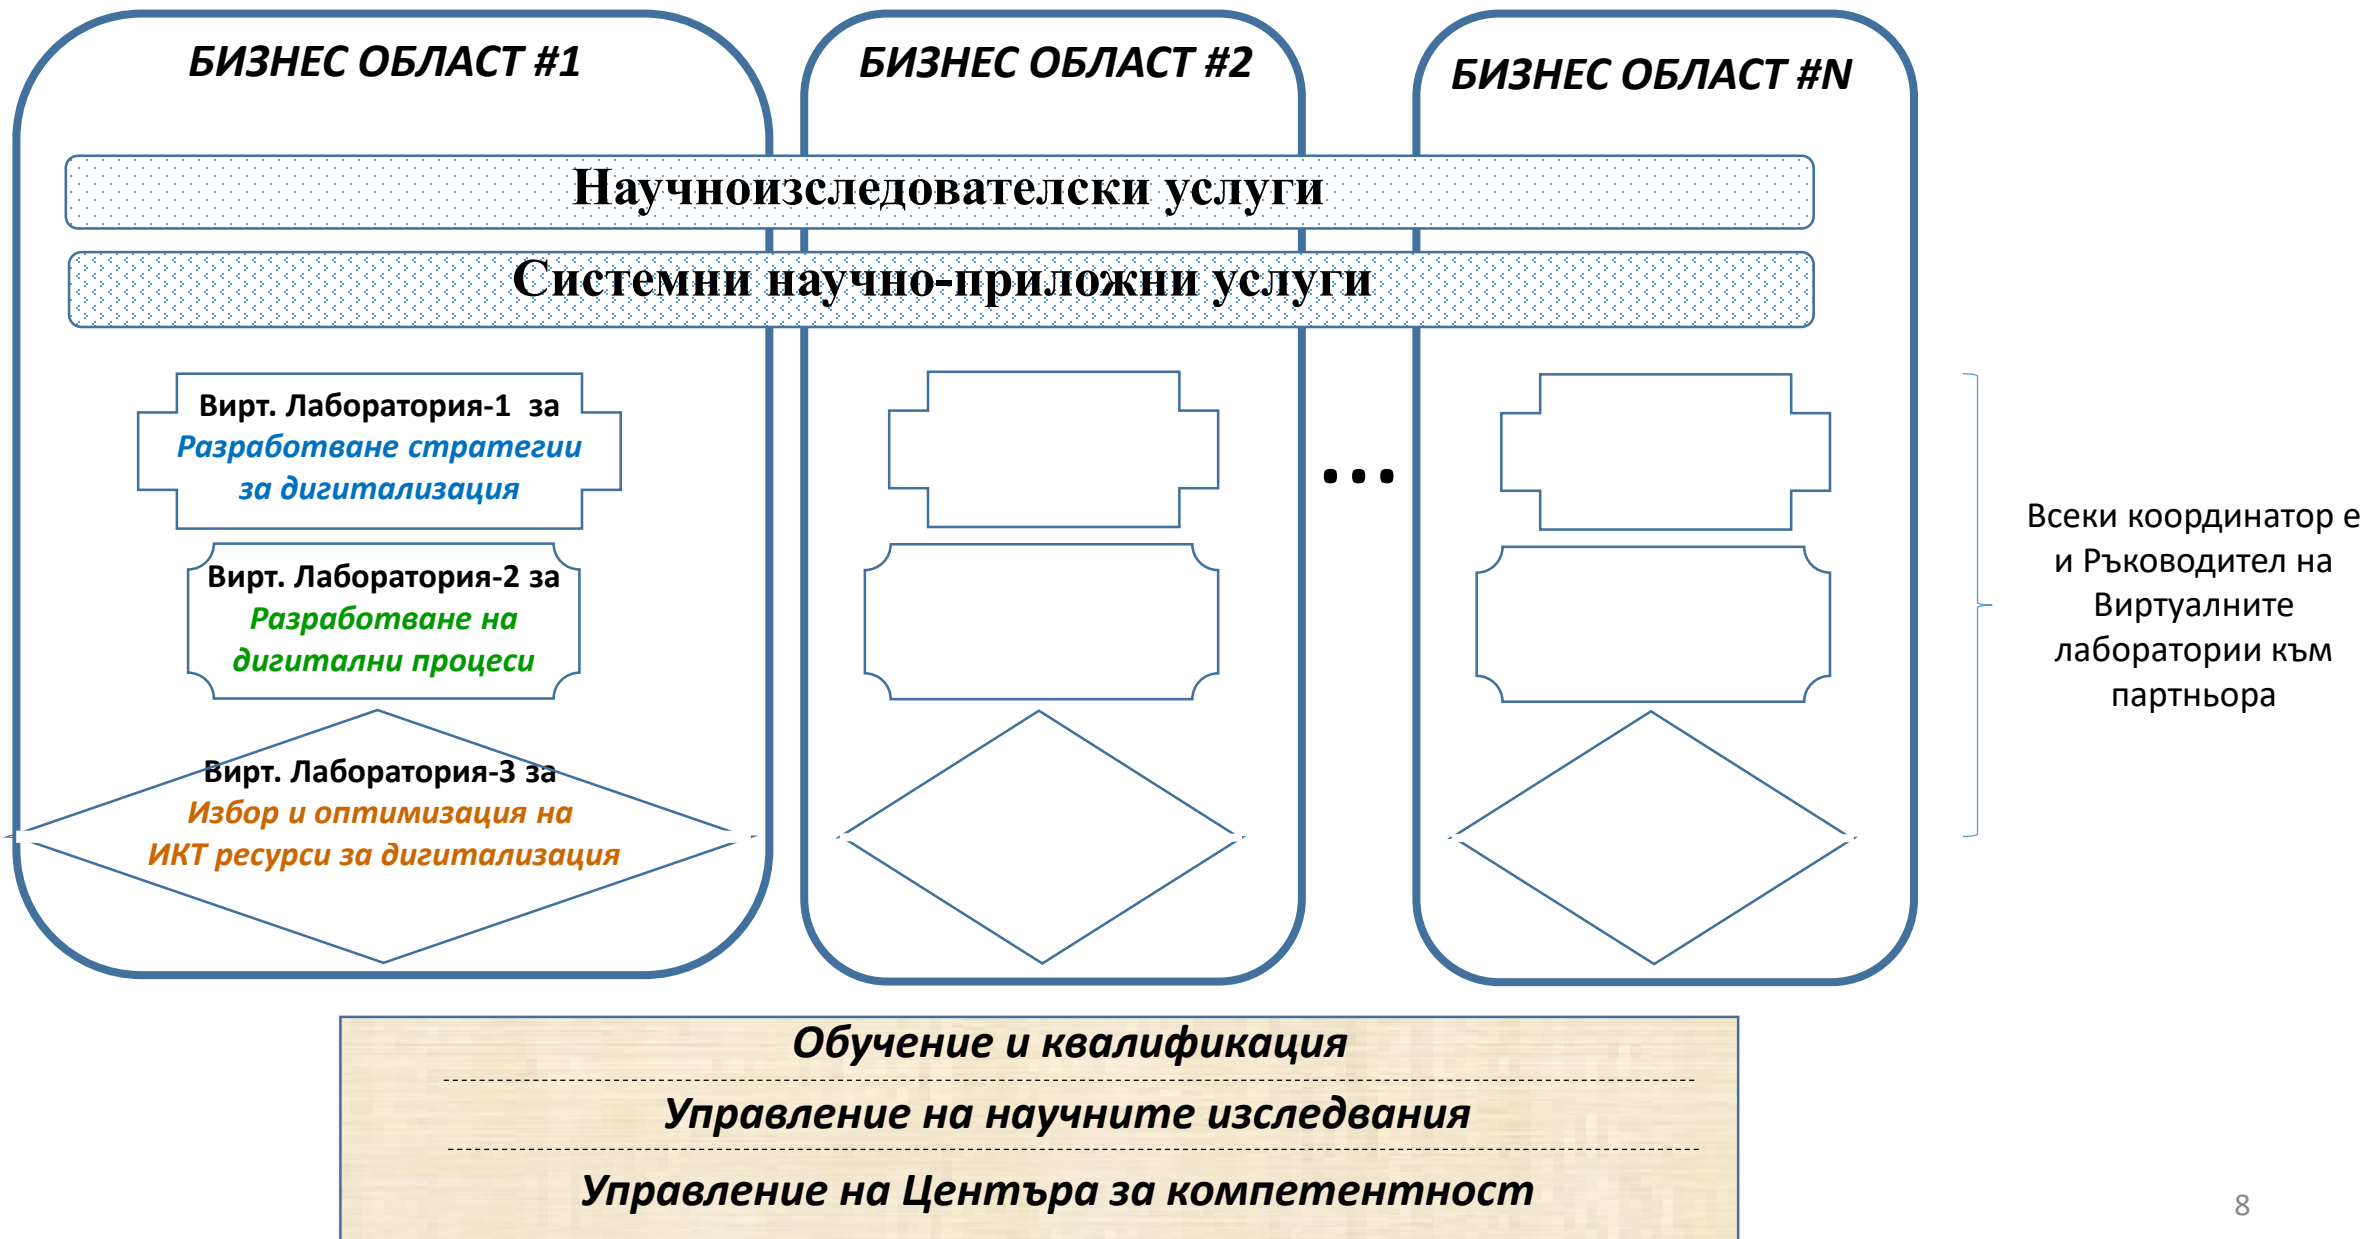 БИЗНЕС ОБЛАСТ #1
БИЗНЕС ОБЛАСТ #2
БИЗНЕС ОБЛАСТ #N
Научноизследователски услуги
Системни научно-приложни услуги
Вирт. Лаборатория-1 за
Разработване стратегии
за дигитализация
Вирт. Лаборатория-2 за
Разработване на
дигитални процеси
Вирт. Лаборатория-3 за
Избор и оптимизация на
ИКТ ресурси за дигитализация
...
Всеки координатор е
и Ръководител на
Виртуалните
лаборатории към
партньора
Обучение и квалификация
Управление на научните изследвания
Управление на Центъра за компетентност
8